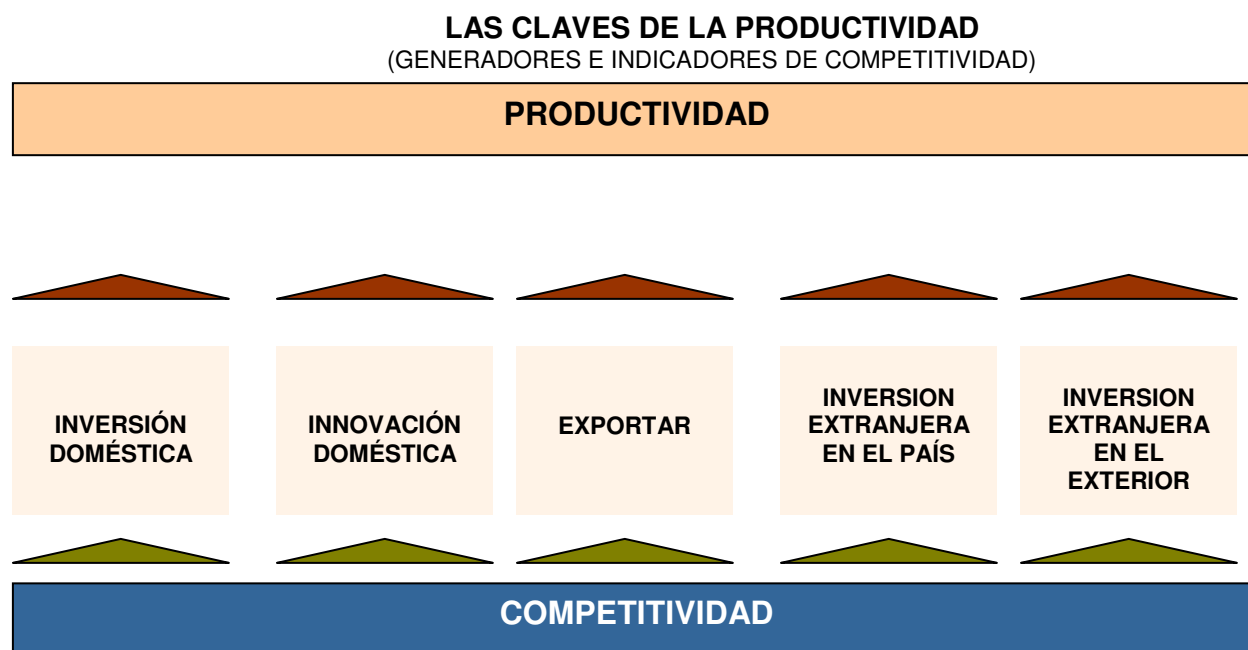 LAS CLAVES DE LA PRODUCTIVIDAD
(GENERADORES E INDICADORES DE COMPETITIVIDAD)
PRODUCTIVIDAD
INVERSIÓN
DOMÉSTICA
INNOVACIÓN
DOMÉSTICA
EXPORTAR
INVERSION
EXTRANJERA
EN EL PAÍS
INVERSION
EXTRANJERA
EN EL
EXTERIOR
COMPETITIVIDAD